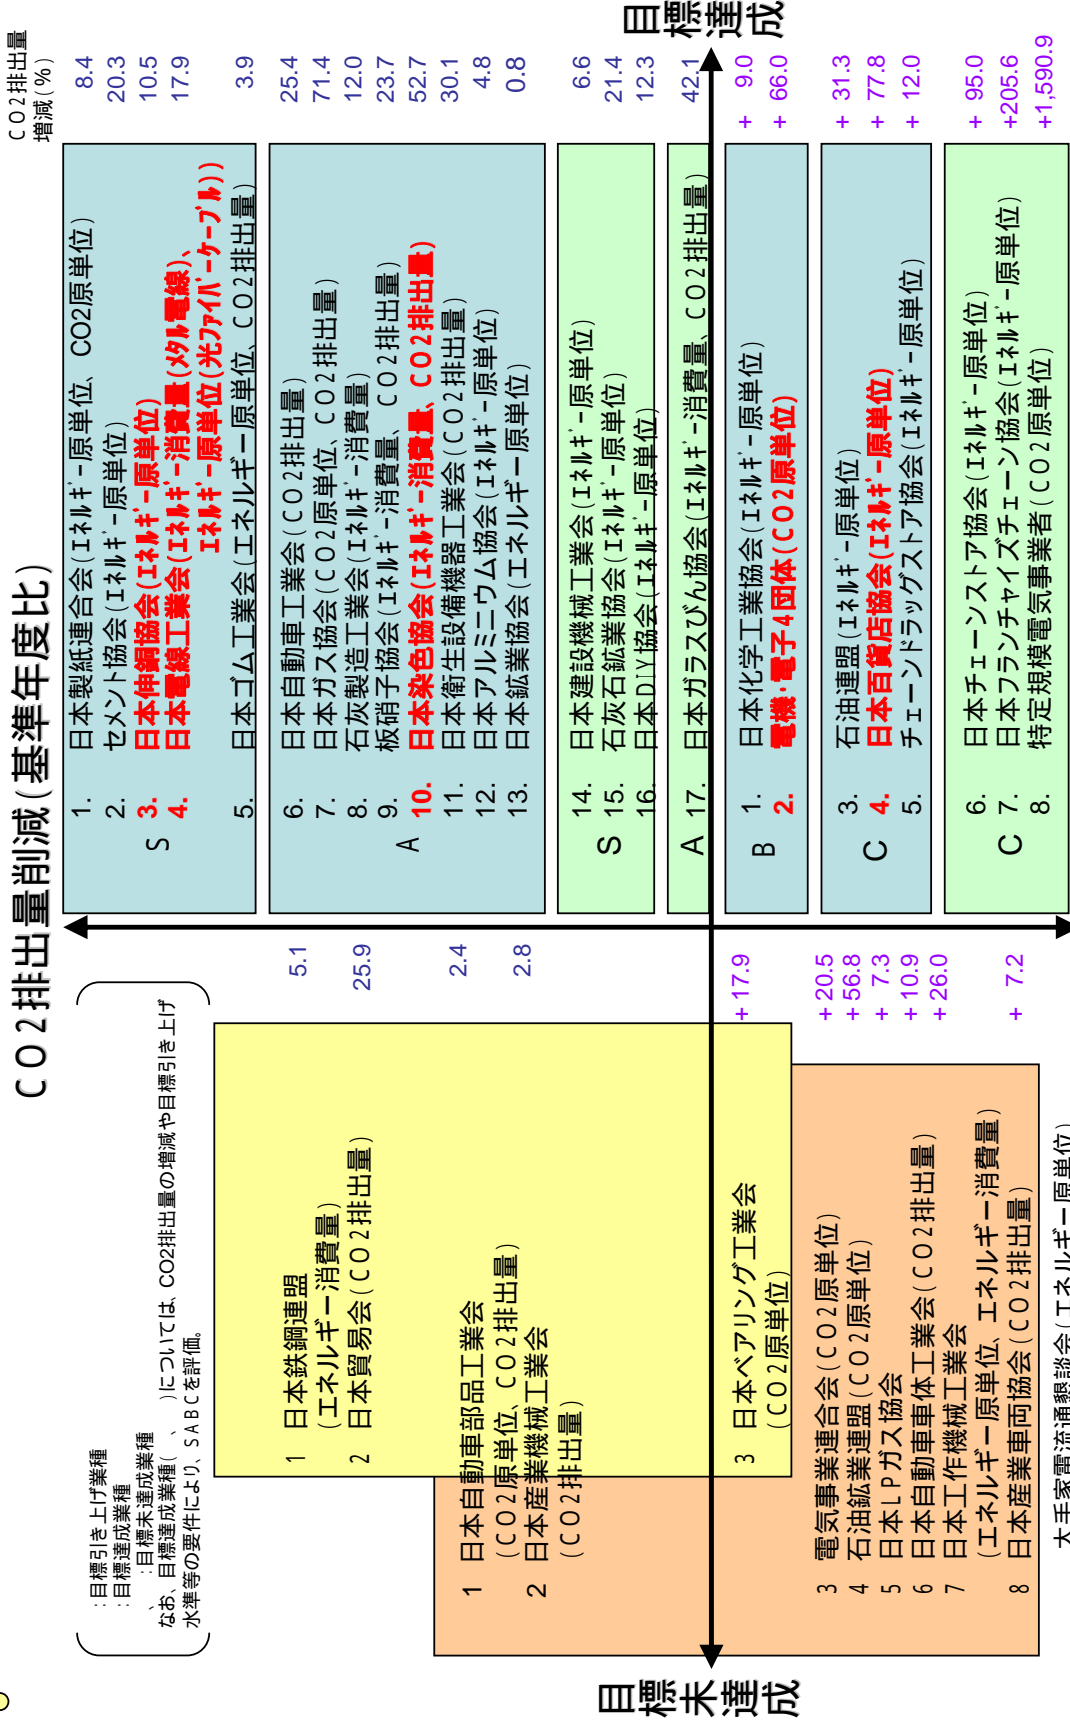 CO2排出量削減(基準年度比)
CO2排出量
増減(%)
:目標引き上げ業種
:目標達成業種
、 :目標未達成業種
なお、目標達成業種( 、 )については、CO2排出量の増減や目標引き上げ
水準等の要件により、SABCを評価。
目標達成
目標未達成
S
1. 日本製紙連合会(エネルギー原単位、CO2原単位) 8.4
2. セメント協会(エネルギー原単位) 20.3
3. 日本伸銅協会(エネルギー原単位) 10.5
4. 日本電線工業会(エネルギー消費量(メタル電線)、 17.9
エネルギー原単位(光ファイバーケーブル))
5. 日本ゴム工業会(エネルギー原単位、CO2排出量) 3.9
A
6. 日本自動車工業会(CO2排出量) 25.4
7. 日本ガス協会(CO2原単位、CO2排出量) 71.4
8. 石灰製造工業会(エネルギー消費量) 12.0
9. 板硝子協会(エネルギー消費量、CO2排出量) 23.7
10. 日本染色協会(エネルギー消費量、CO2排出量) 52.7
11. 日本衛生設備機器工業会(CO2排出量) 30.1
12. 日本アルミニウム協会(エネルギー原単位) 4.8
13. 日本鉱業協会(エネルギー原単位) 0.8
S
14. 日本建設機械工業会(エネルギー原単位) 6.6
15. 石灰石鉱業協会(エネルギー原単位) 21.4
16. 日本DIY協会(エネルギー原単位) 12.3
A
17. 日本ガラスびん協会(エネルギー消費量、CO2排出量) 42.1
B
1. 日本化学工業協会(エネルギー原単位) + 9.0
2. 電機・電子4団体(CO2原単位) + 66.0
C
3. 石油連盟(エネルギー原単位) + 31.3
4. 日本百貨店協会(エネルギー原単位) + 77.8
5. チェーンドラッグストア協会(エネルギー原単位) + 12.0
C
6. 日本チェーンストア協会(エネルギー原単位) + 95.0
7. 日本フランチャイズチェーン協会(エネルギー原単位) +205.6
8. 特定規模電気事業者(CO2原単位) +1,590.9
1 日本鉄鋼連盟 5.1
(エネルギー消費量)
2 日本貿易会(CO2排出量) 25.9
1 日本自動車部品工業会 2.4
(CO2原単位、CO2排出量)
2 日本産業機械工業会 2.8
(CO2排出量)
3 日本ベアリング工業会 +17.9
(CO2原単位)
3 電気事業連合会(CO2原単位) +20.5
4 石油鉱業連盟(CO2原単位) +56.8
5 日本LPガス協会 + 7.3
6 日本自動車車体工業会(CO2排出量) +10.9
7 日本工作機械工業会 +26.0
(エネルギー原単位、エネルギー消費量)
8 日本産業車両協会(CO2排出量) + 7.2
大手家電流通懇談会(エネルギー原単位)